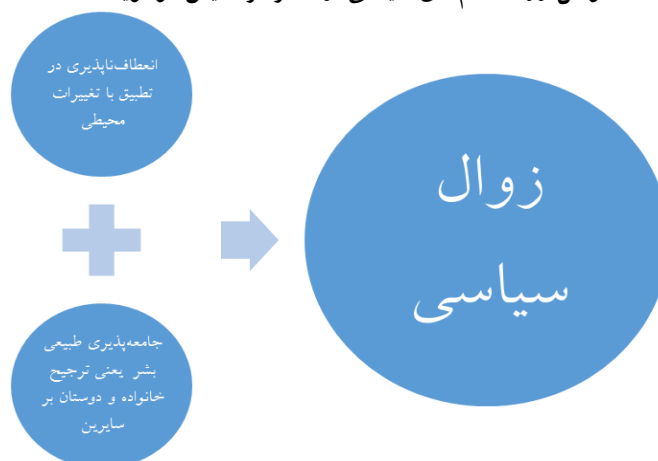 انعطاف‌ناپذیری در
تطبیق با تغییرات
محیطی
زوال
سیاسی
جامعه‌پذیری طبیعی
بشر یعنی ترجیح
خانواده و دوستان بر
سایرین